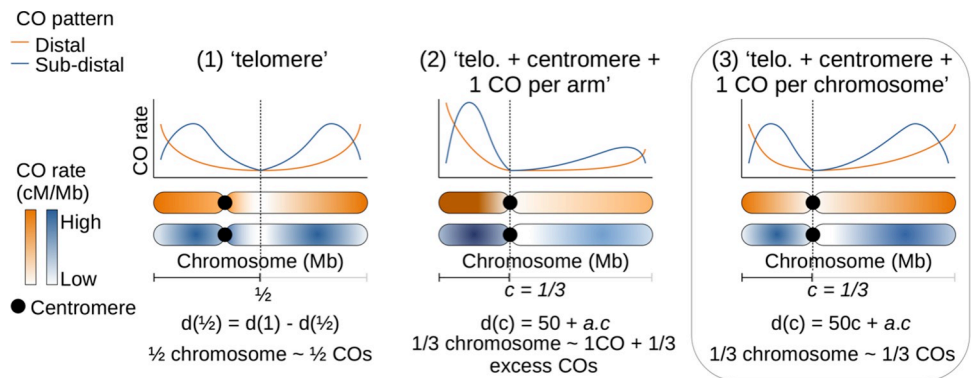 CO pattern
Distal
Sub-distal
(1) ‘telomere’
(2) ‘telo. + centromere +
1 CO per arm’
(3) ‘telo. + centromere +
1 CO per chromosome’
CO rate
CO rate
(cM/Mb)
High
Low
Centromere
Chromosome (Mb)
Chromosome (Mb)
Chromosome (Mb)
½
c = 1/3
c = 1/3
d(½) = d(1) - d(½)
½ chromosome ~ ½ COs
d(c) = 50 + a.c
1/3 chromosome ~ 1CO + 1/3
excess COs
d(c) = 50c + a.c
1/3 chromosome ~ 1/3 COs